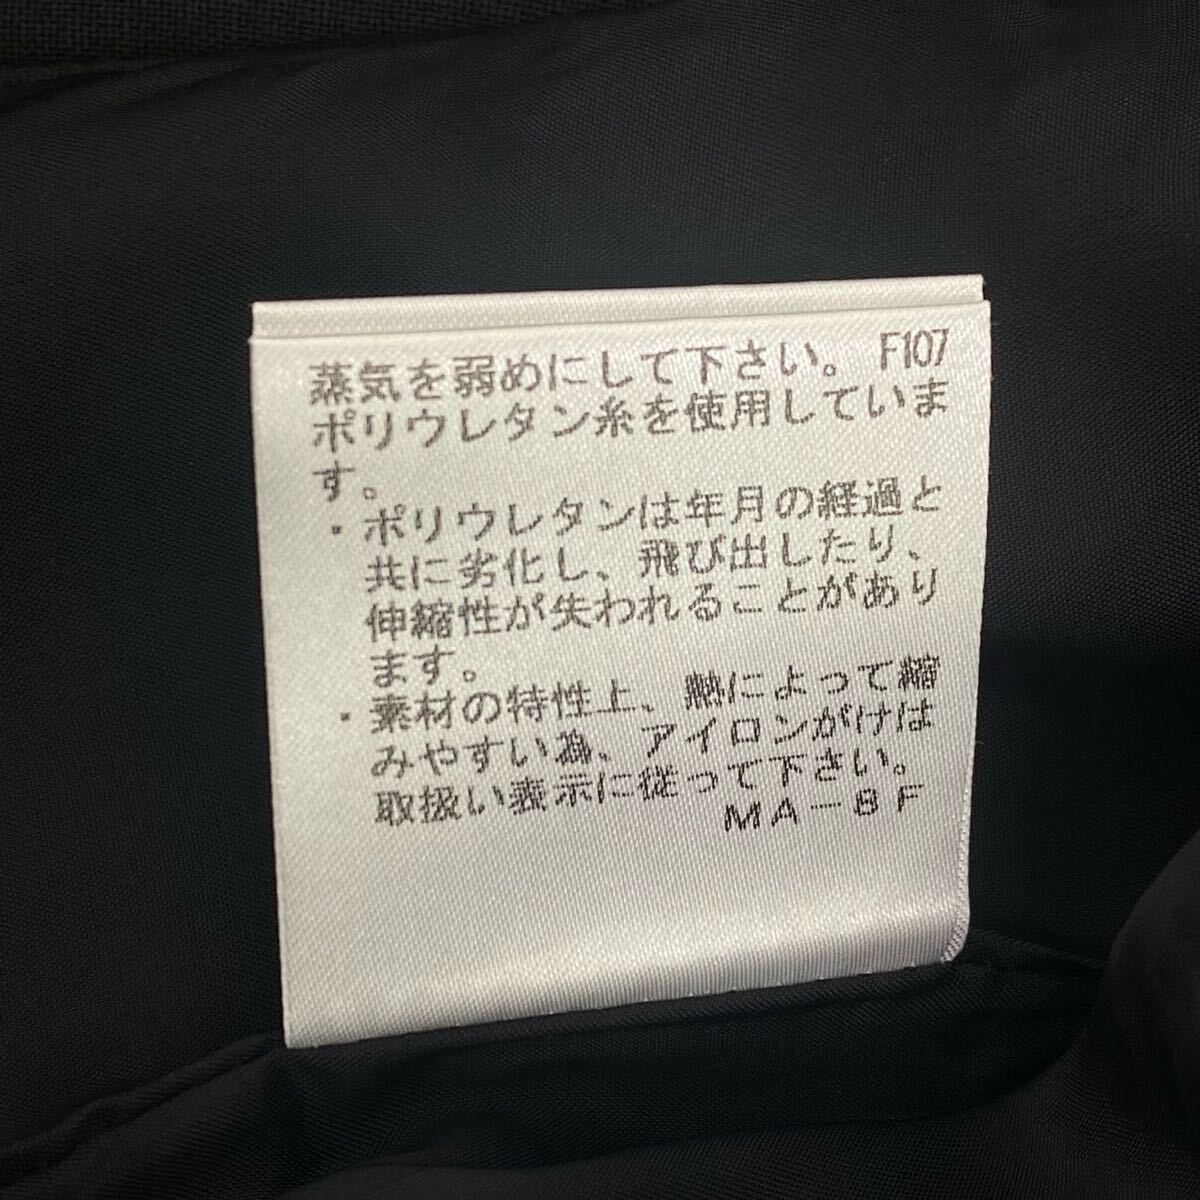 蒸気を弱めにして下さい。 F107
ポリウレタン糸を使用していま
す。
・ポリウレタンは年月の経過と
共に劣化し、飛び出したり、
伸縮性が失われることがあり
ます。
・素材の特性上、熱によって縮
みやすい為、アイロンがけは
取扱い表示に従って下さい。
MA-8F